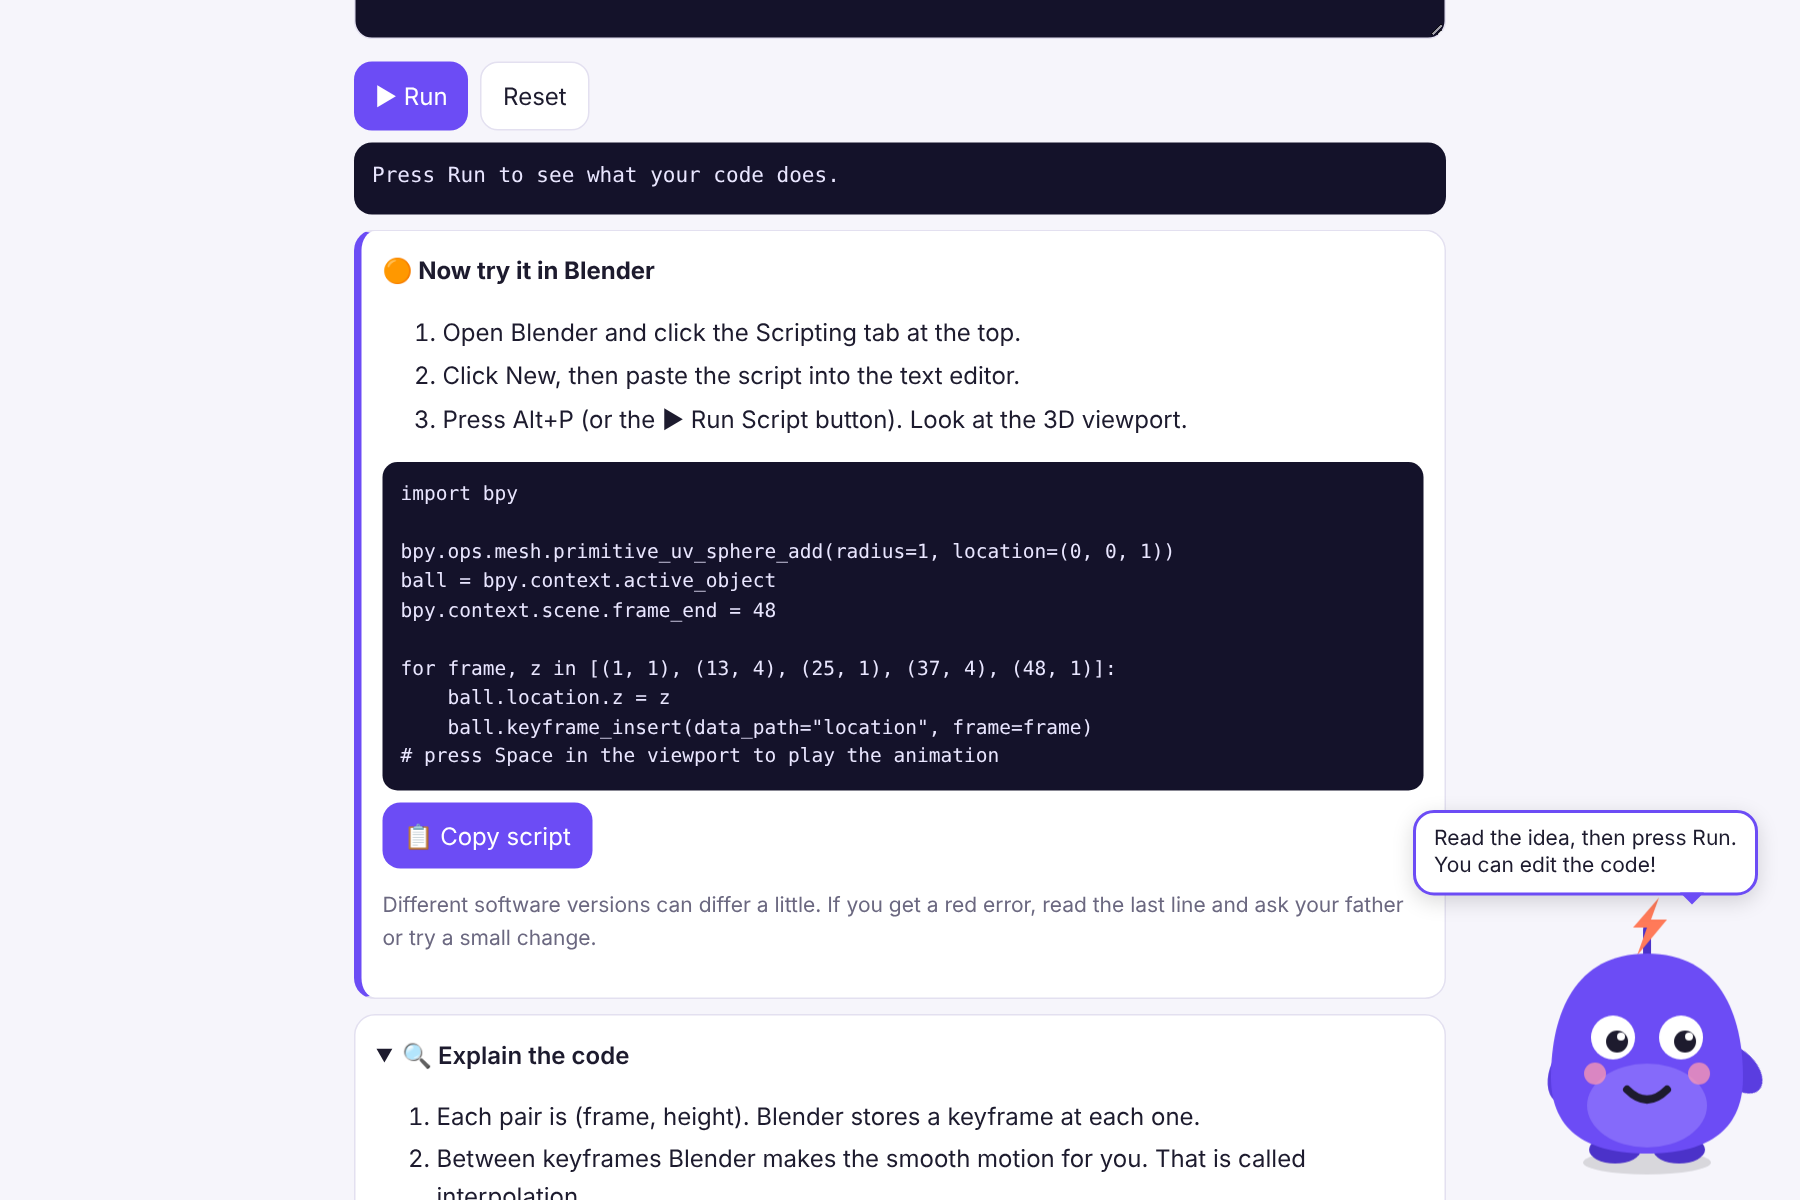 ▶ Run
Reset
Press Run to see what your code does.
Now try it in Blender
1. Open Blender and click the Scripting tab at the top.
2. Click New, then paste the script into the text editor.
3. Press Alt+P (or the ▶ Run Script button). Look at the 3D viewport.
import bpy
bpy.ops.mesh.primitive_uv_sphere_add(radius=1, location=(0, 0, 1))
ball = bpy.context.active_object
bpy.context.scene.frame_end = 48
for frame, z in [(1, 1), (13, 4), (25, 1), (37, 4), (48, 1)]:
    ball.location.z = z
    ball.keyframe_insert(data_path="location", frame=frame)
# press Space in the viewport to play the animation
Copy script
Read the idea, then press Run.
You can edit the code!
Different software versions can differ a little. If you get a red error, read the last line and ask your father
or try a small change.
▼ Explain the code
1. Each pair is (frame, height). Blender stores a keyframe at each one.
2. Between keyframes Blender makes the smooth motion for you. That is called
interpolation.